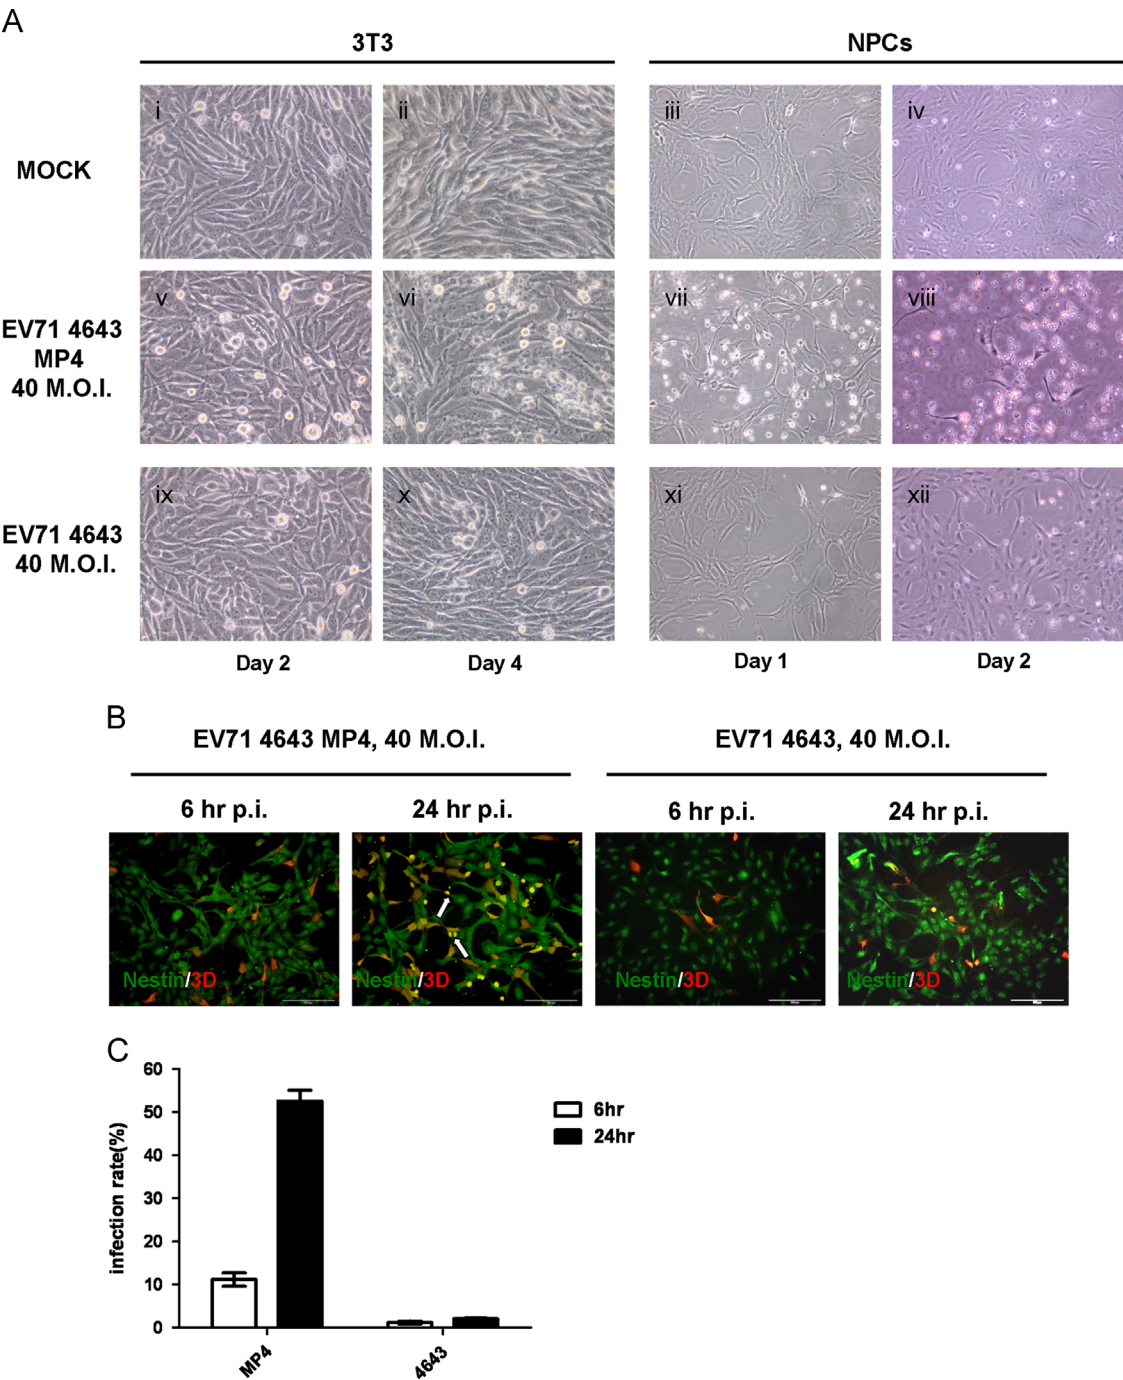 A
3T3 NPCs
MOCK
i ii iii iv
EV71 4643
MP4
40 M.O.I.
v vi vii viii
EV71 4643
40 M.O.I.
ix x xi xii
Day 2 Day 4 Day 1 Day 2
B
EV71 4643 MP4, 40 M.O.I. EV71 4643, 40 M.O.I.
6 hr p.i. 24 hr p.i. 6 hr p.i. 24 hr p.i.
Nestin/3D Nestin/3D Nestin/3D Nestin/3D
C
infection rate(%)
60
50
40
30
20
10
0
6hr
24hr
MP4 4643